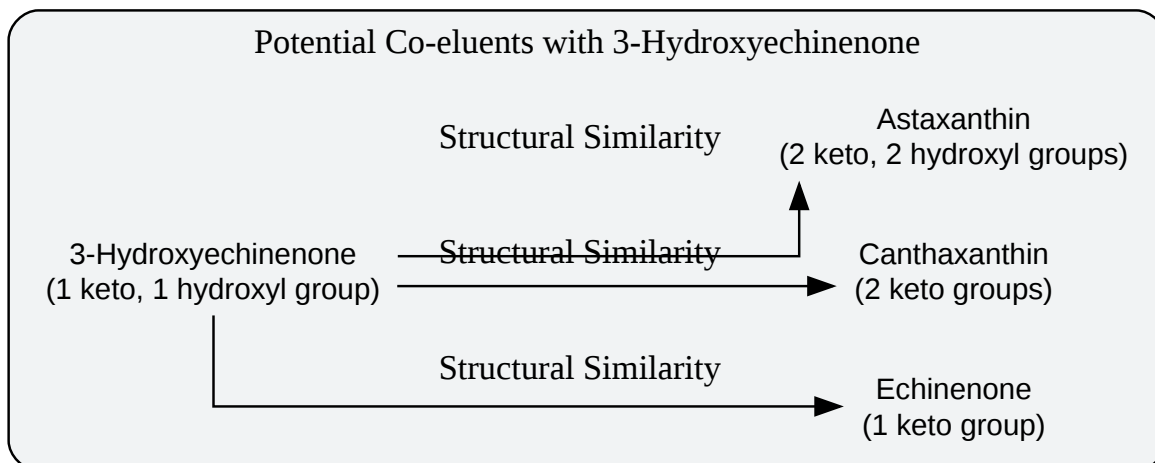 Potential Co-eluents with 3-Hydroxyechinenone
Structural Similarity
Astaxanthin
(2 keto, 2 hydroxyl groups)
3-Hydroxyechinenone
(1 keto, 1 hydroxyl group)
Structural Similarity
Canthaxanthin
(2 keto groups)
Structural Similarity
Echinenone
(1 keto group)